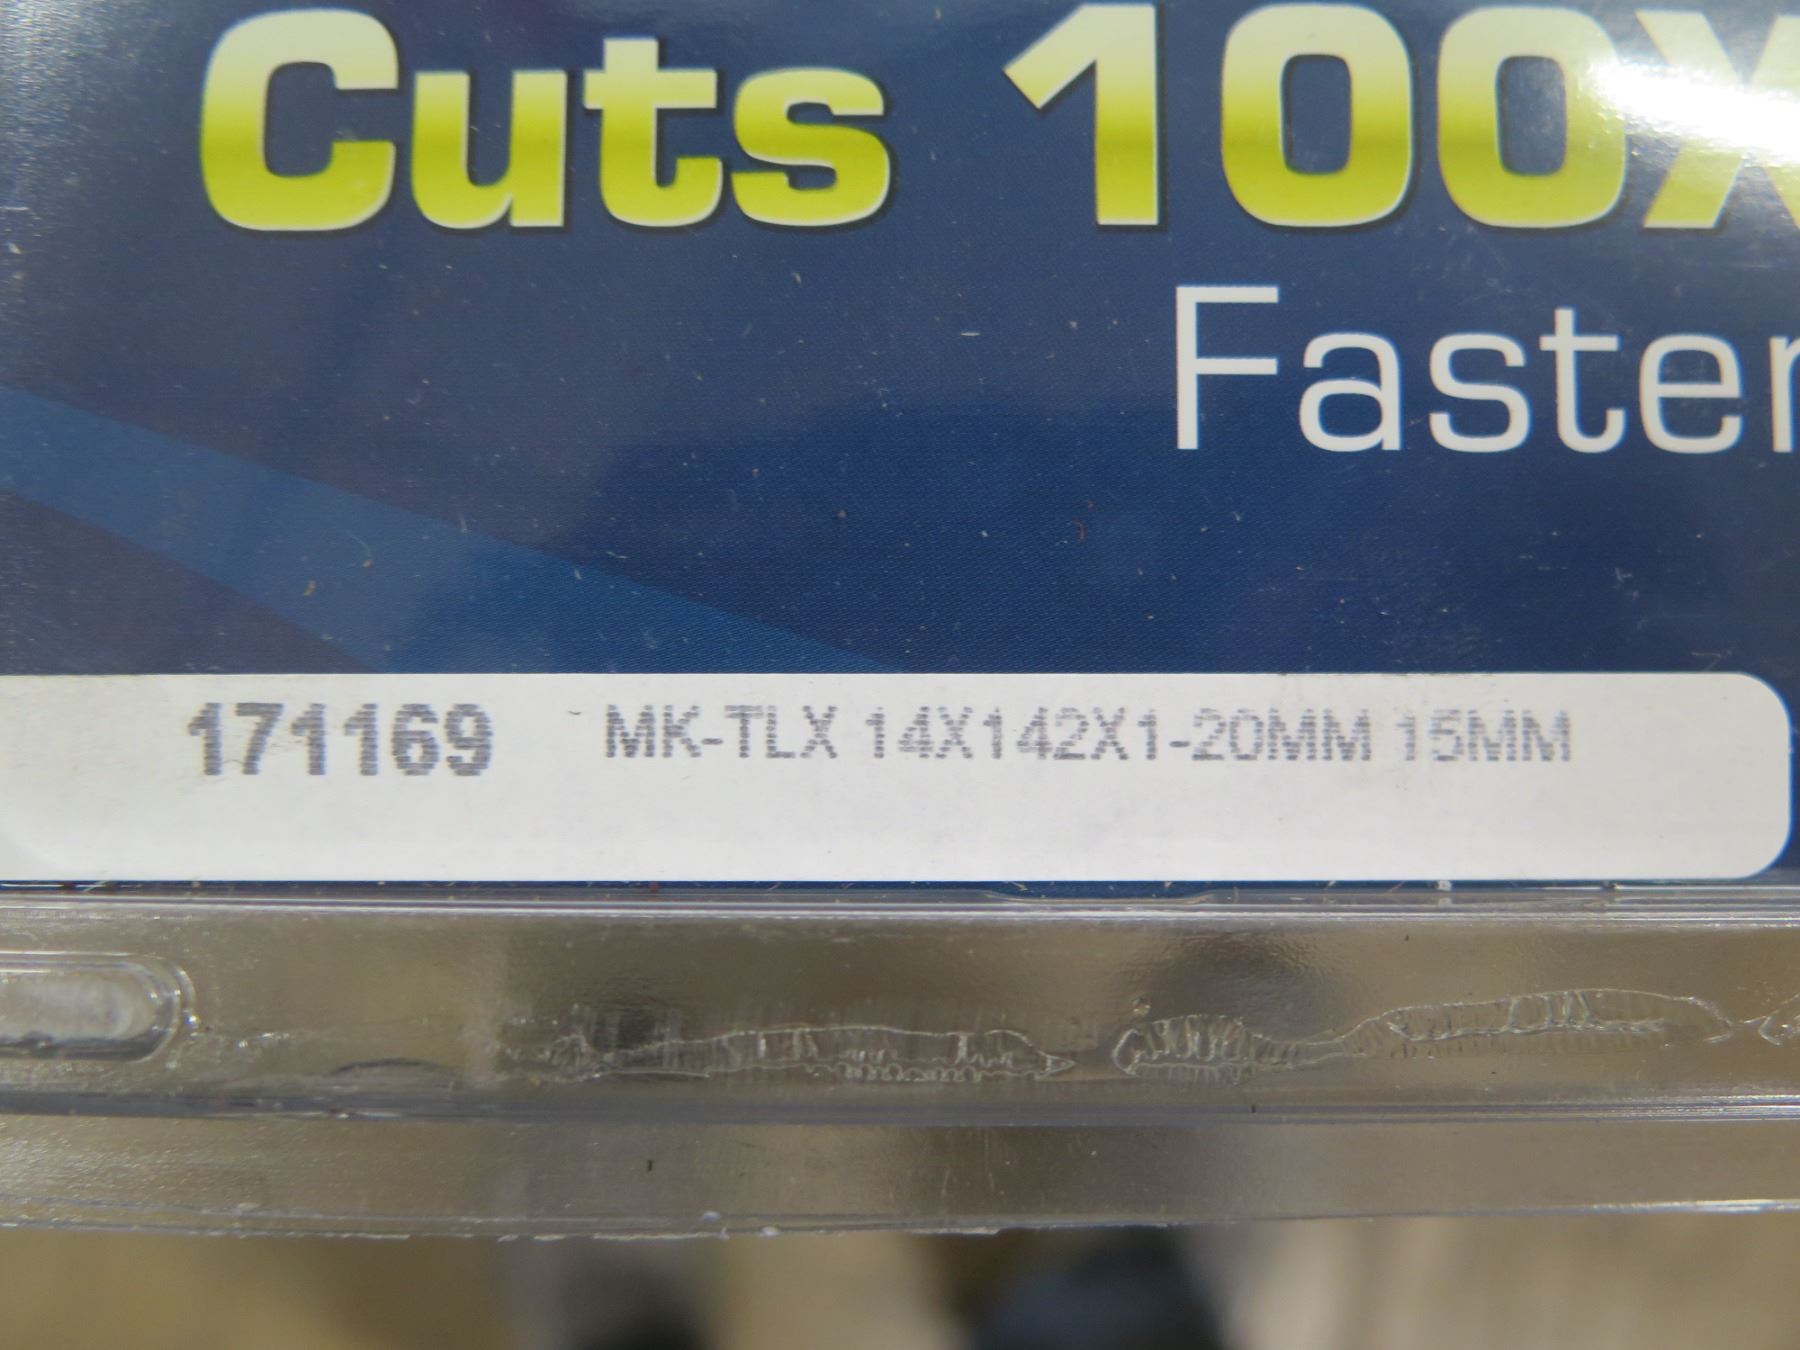 Cuts 100X
Faster
171169 MK-TLX 14X142X1-20MM 15MM